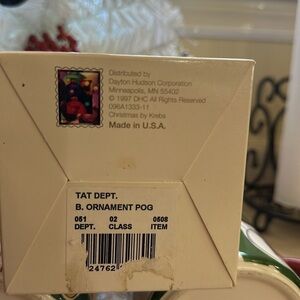 Distributed by
Dayton Hudson Corporation
Minneapolis, MN 55402
© 1997 DHC All Rights Reserved
096A1333-11
Christmas by Krebs
Made in U.S.A.
TAT DEPT.
B. ORNAMENT POG
051 02 0508
DEPT. CLASS ITEM
24762